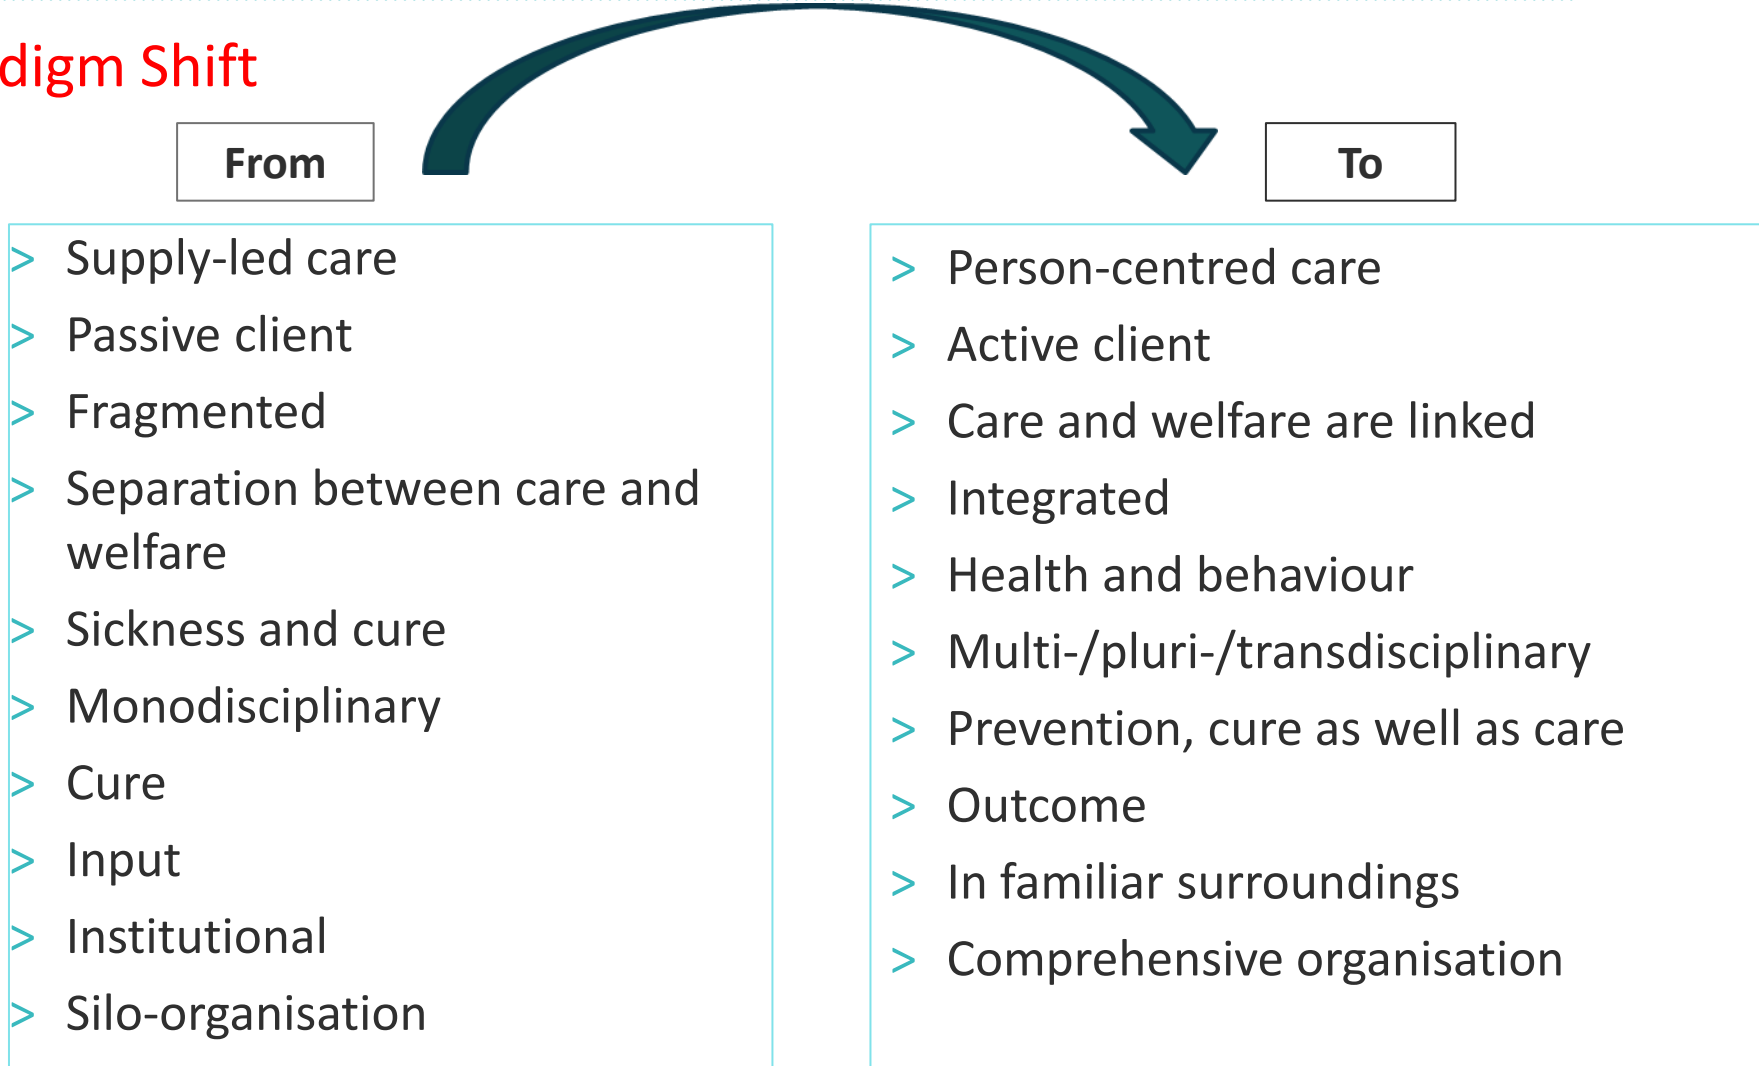 digm Shift
From
To
> Supply-led care
> Passive client
> Fragmented
> Separation between care and
welfare
> Sickness and cure
> Monodisciplinary
> Cure
> Input
> Institutional
> Silo-organisation
> Person-centred care
> Active client
> Care and welfare are linked
> Integrated
> Health and behaviour
> Multi-/pluri-/transdisciplinary
> Prevention, cure as well as care
> Outcome
> In familiar surroundings
> Comprehensive organisation